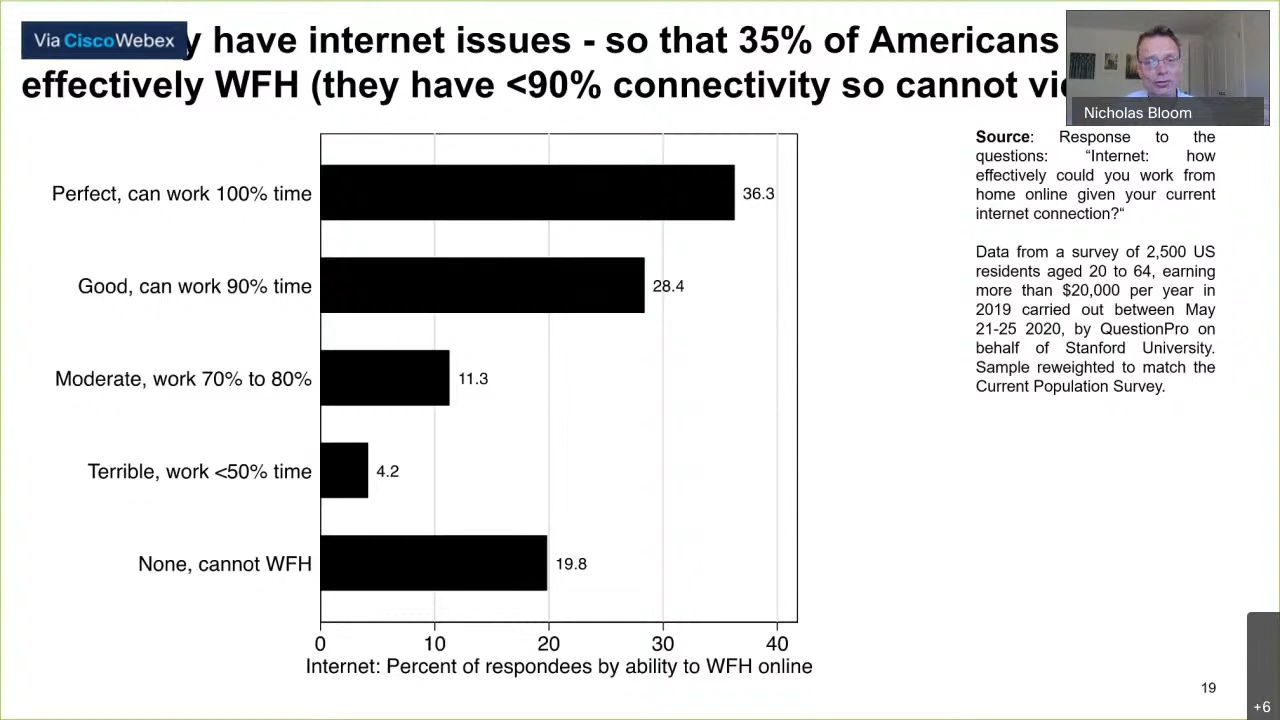 Via Cisco Webex
y have internet issues - so that 35% of Americans
effectively WFH (they have <90% connectivity so cannot vi
Nicholas Bloom
Source: Response to the
questions: “Internet: how
effectively could you work from
home online given your current
internet connection?“
Data from a survey of 2,500 US
residents aged 20 to 64, earning
more than $20,000 per year in
2019 carried out between May
21-25 2020, by QuestionPro on
behalf of Stanford University.
Sample reweighted to match the
Current Population Survey.
Perfect, can work 100% time 36.3
Good, can work 90% time 28.4
Moderate, work 70% to 80% 11.3
Terrible, work <50% time 4.2
None, cannot WFH 19.8
0 10 20 30 40
Internet: Percent of respondees by ability to WFH online
19
+6